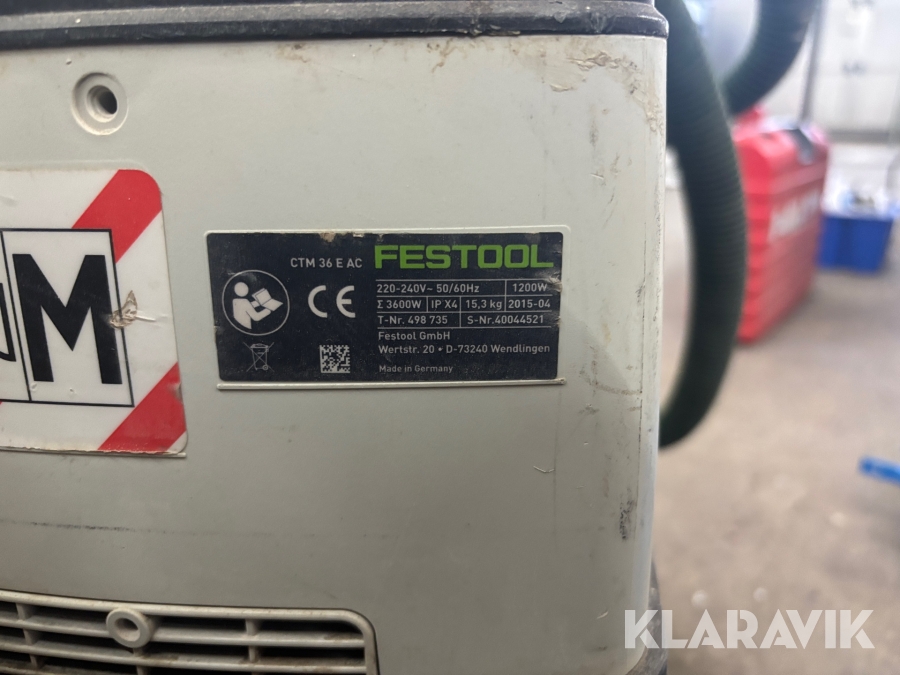 CTM 36 E AC FESTOOL
220-240V~ 50/60Hz 1200W
Σ 3600W IP X4 15,3 kg 2015-04
T-Nr. 498 735 S-Nr.40044521
Festool GmbH
Wertstr. 20 • D-73240 Wendlingen
Made in Germany
CE
M
KLARAVIK